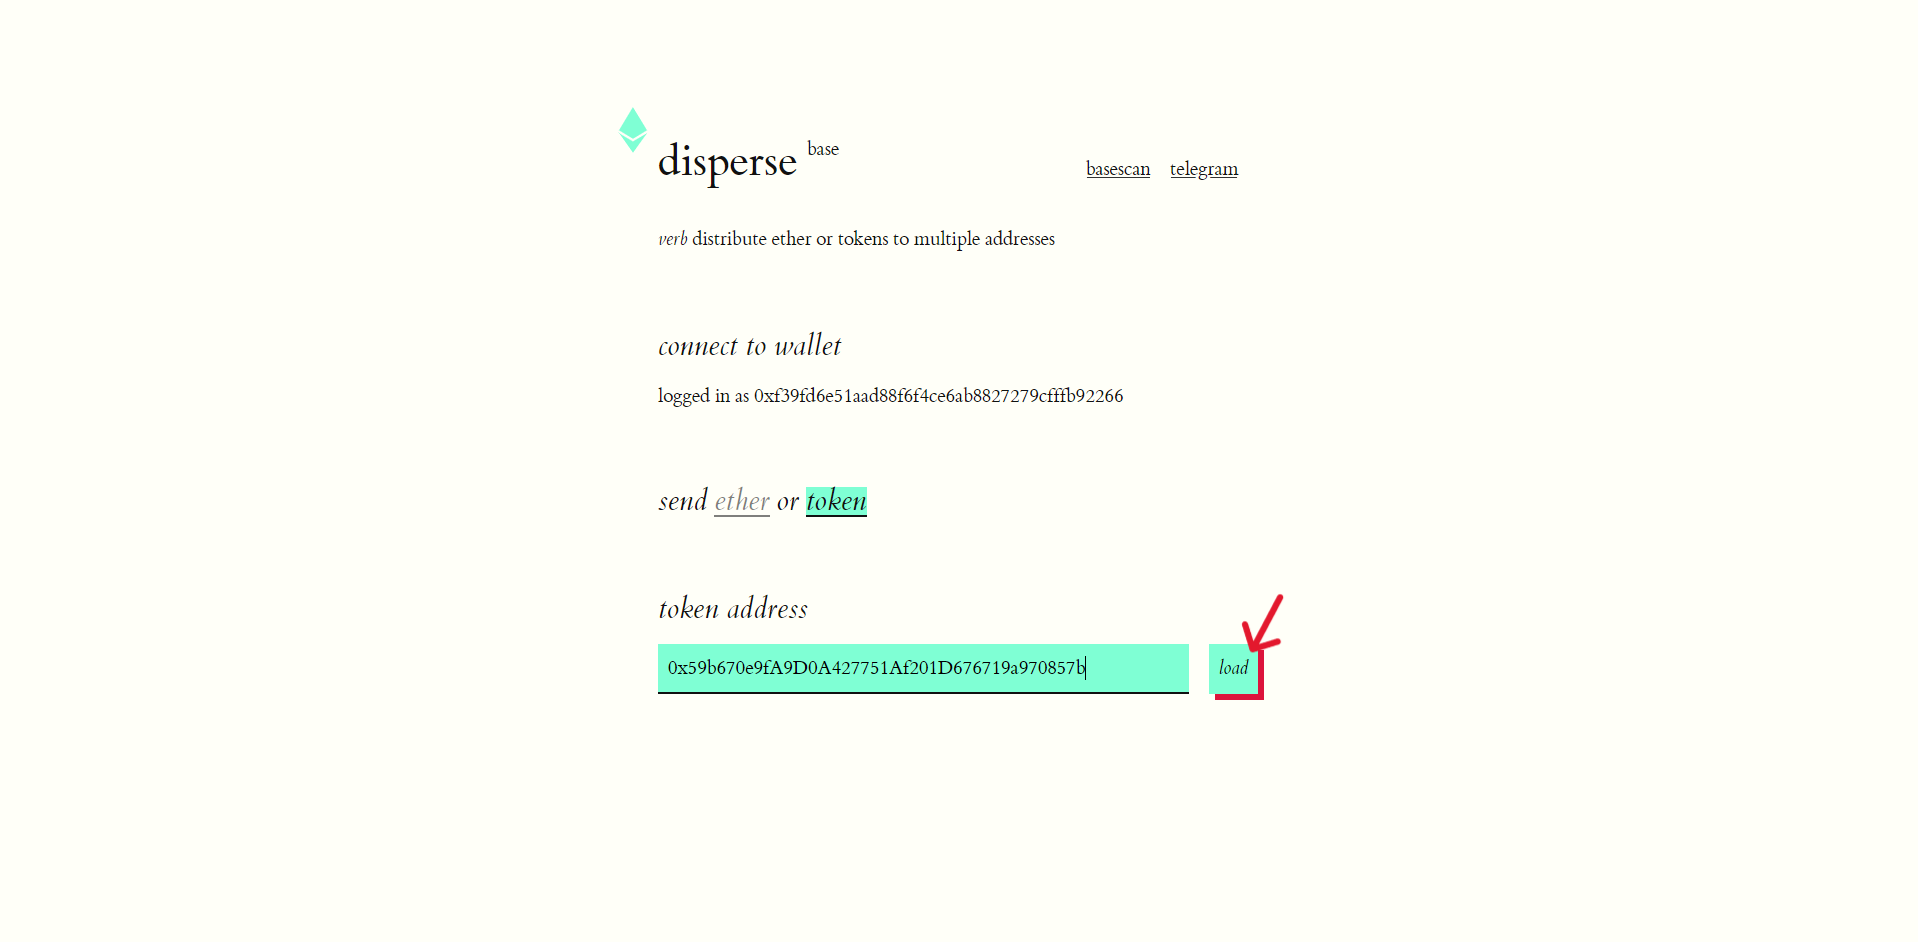 disperse base
basescan telegram
verb distribute ether or tokens to multiple addresses
connect to wallet
logged in as 0xf39fd6e51aad88f6f4ce6ab8827279cfffb92266
send ether or token
token address
0x59b670e9fA9D0A427751Af201D676719a970857b
load